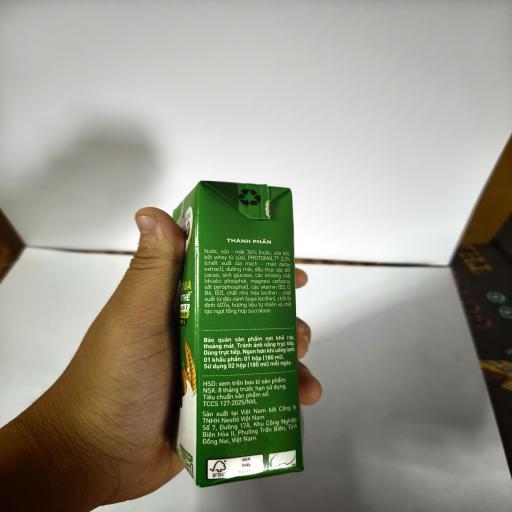 THÀNH PHẦN
Nước, sữa - mạch 36% (nước, sữa bột,
bột whey từ sữa), PROTOMALT® 3.3%
(chiết xuất lúa mạch - malt barley
extract), đường mía, dầu thực vật, bột
cacao, sirô glucose, các khoáng chất
(dicalci phosphat, magnesi carbonat,
sắt pyrophosphat), các vitamin (B3,
B6, B2), chất nhũ hóa lecithin - chiết
xuất từ đậu nành (soya lecithin), chất ổn
định 407a, hương liệu tự nhiên và chất
tạo ngọt tổng hợp sucralose.
Bảo quản sản phẩm nơi khô ráo,
thoáng mát. Tránh ánh nắng trực tiếp.
Dùng trực tiếp. Ngon hơn khi uống lạnh.
01 khẩu phần: 01 hộp (180 ml).
Sử dụng 02 hộp (180 ml) mỗi ngày.
HSD: xem trên bao bì sản phẩm.
NSX: 8 tháng trước hạn sử dụng.
Tiêu chuẩn sản phẩm số:
TCCS 127:2025/NVL
Sản xuất tại Việt Nam bởi Công ty
TNHH Nestlé Việt Nam
Số 7, Đường 17A, Khu Công Nghiệp
Biên Hòa II, Phường Trấn Biên, Tỉnh
Đồng Nai, Việt Nam.
FSC